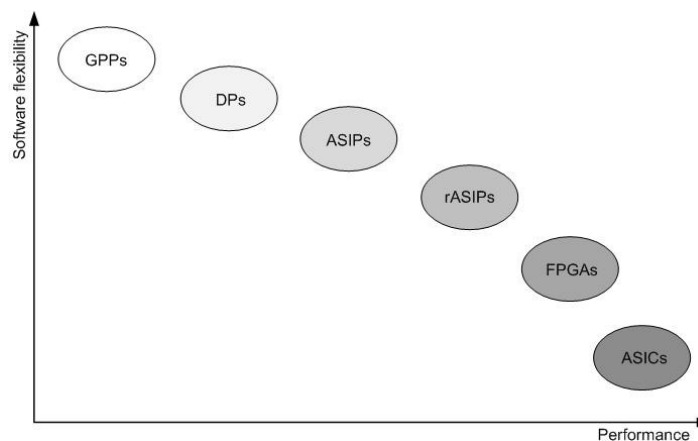 Software flexibility
GPPs
DPs
ASIPs
rASIPs
FPGAs
ASICs
Performance